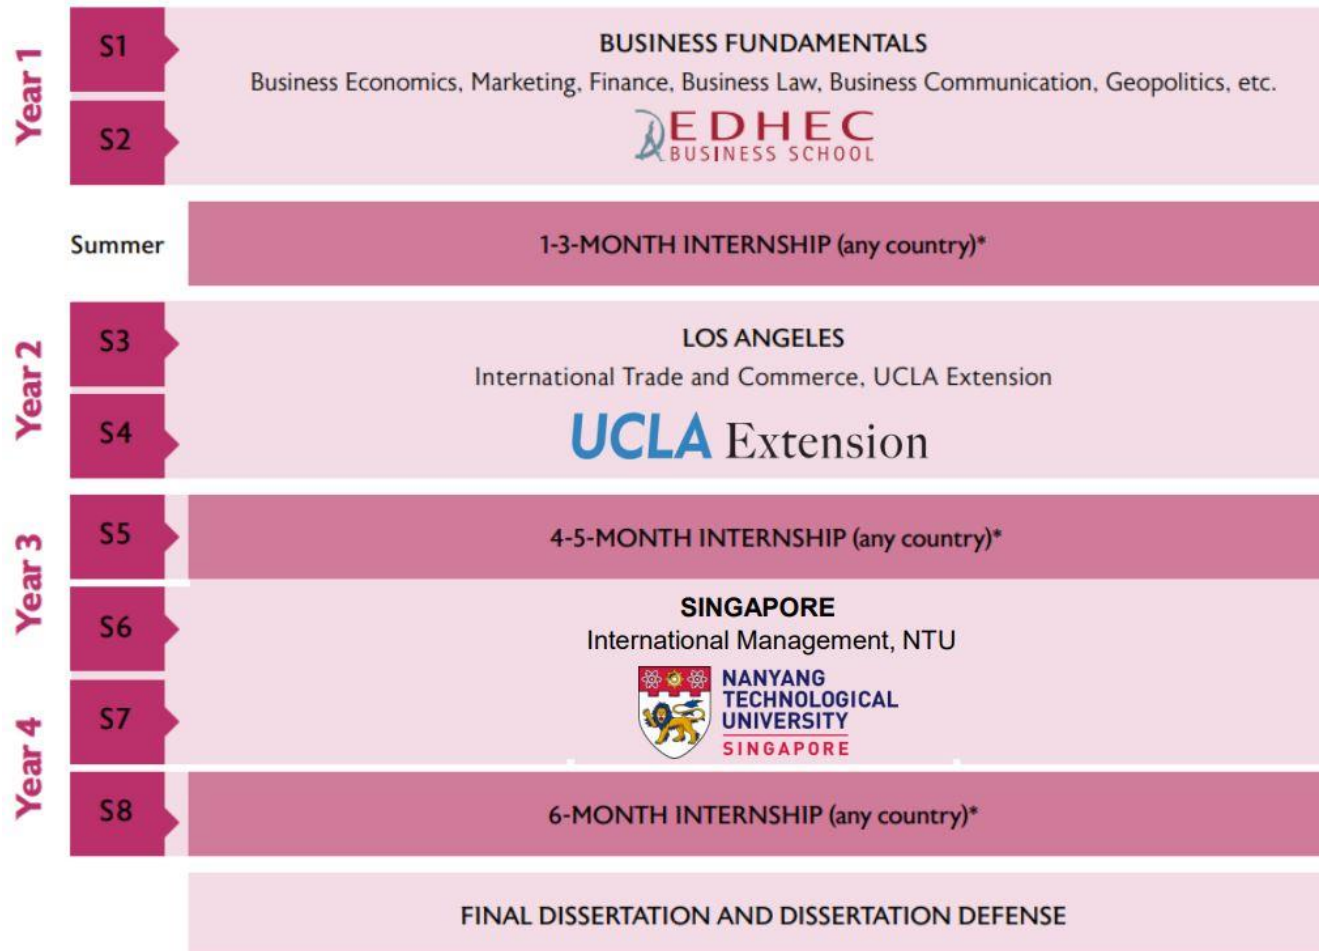 Year 1
S1
S2
BUSINESS FUNDAMENTALS
Business Economics, Marketing, Finance, Business Law, Business Communication, Geopolitics, etc.
EDHEC
BUSINESS SCHOOL
Summer
1-3-MONTH INTERNSHIP (any country)*
Year 2
S3
S4
LOS ANGELES
International Trade and Commerce, UCLA Extension
UCLA Extension
Year 3
S5
4-5-MONTH INTERNSHIP (any country)*
S6
SINGAPORE
International Management, NTU
NANYANG
TECHNOLOGICAL
UNIVERSITY
SINGAPORE
Year 4
S7
S8
6-MONTH INTERNSHIP (any country)*
FINAL DISSERTATION AND DISSERTATION DEFENSE